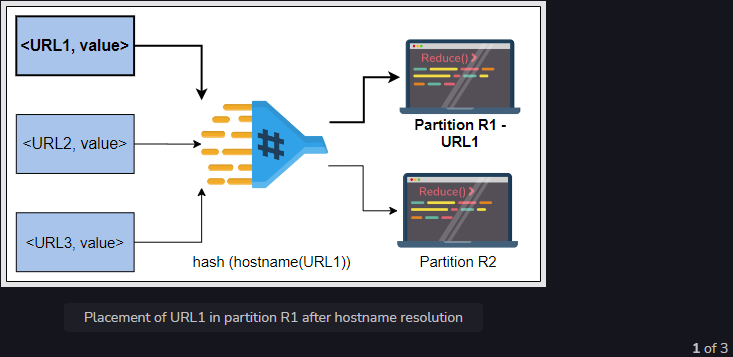 <URL1, value>
<URL2, value>
<URL3, value>
#
hash (hostname(URL1))
Reduce()
Partition R1 -
URL1
Reduce()
Partition R2
Placement of URL1 in partition R1 after hostname resolution
1 of 3